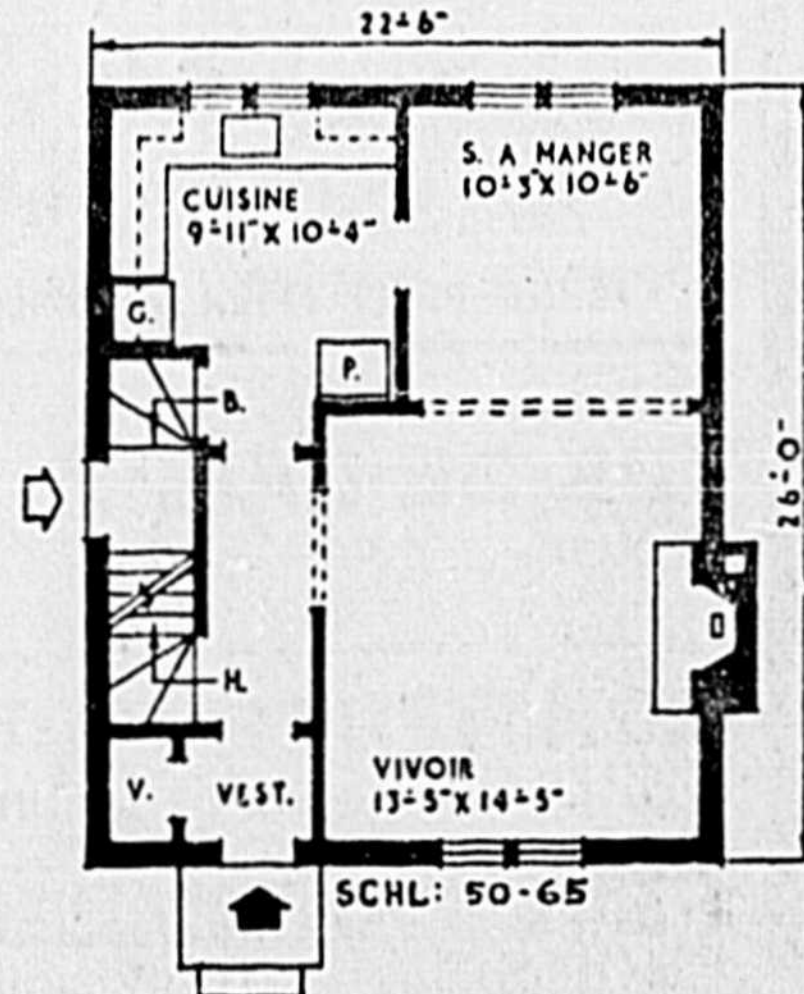 22'-6"
S. A MANGER
10'-3" X 10'-6"
CUISINE
9'-11" X 10'-4"
G.
P.
B.
26'-0"
H.
V.
VEST.
VIVOIR
13'-5" X 14'-5"
SCHL: 50-65